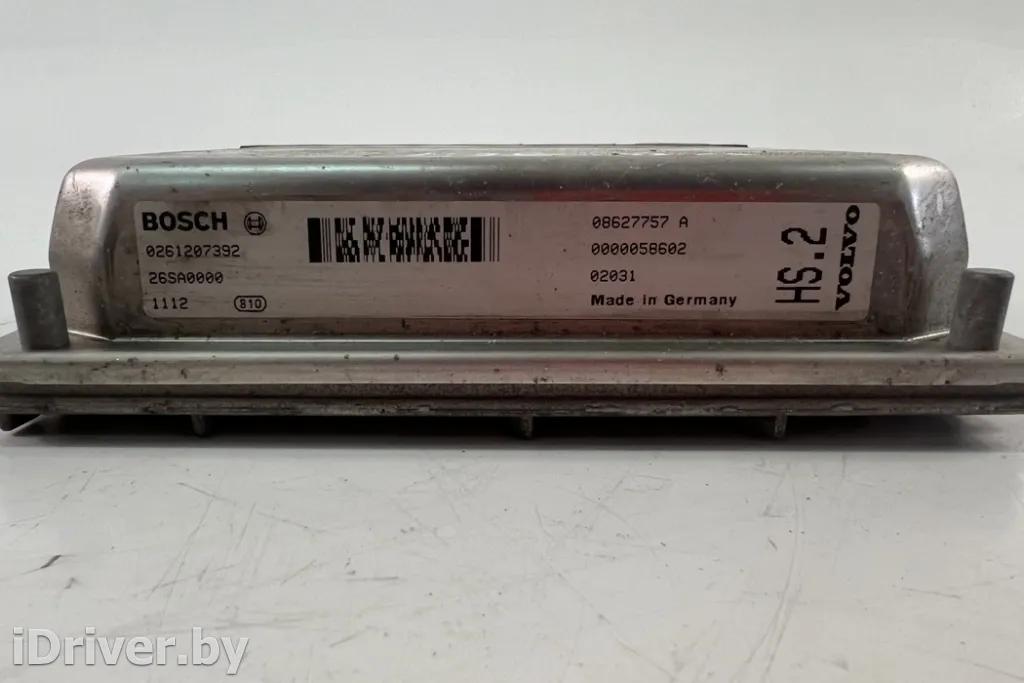 BOSCH
0261207392
26SA0000
1112 810
08627757 A
0000058602
02031
Made in Germany
HS.2
VOLVO
iDriver.by